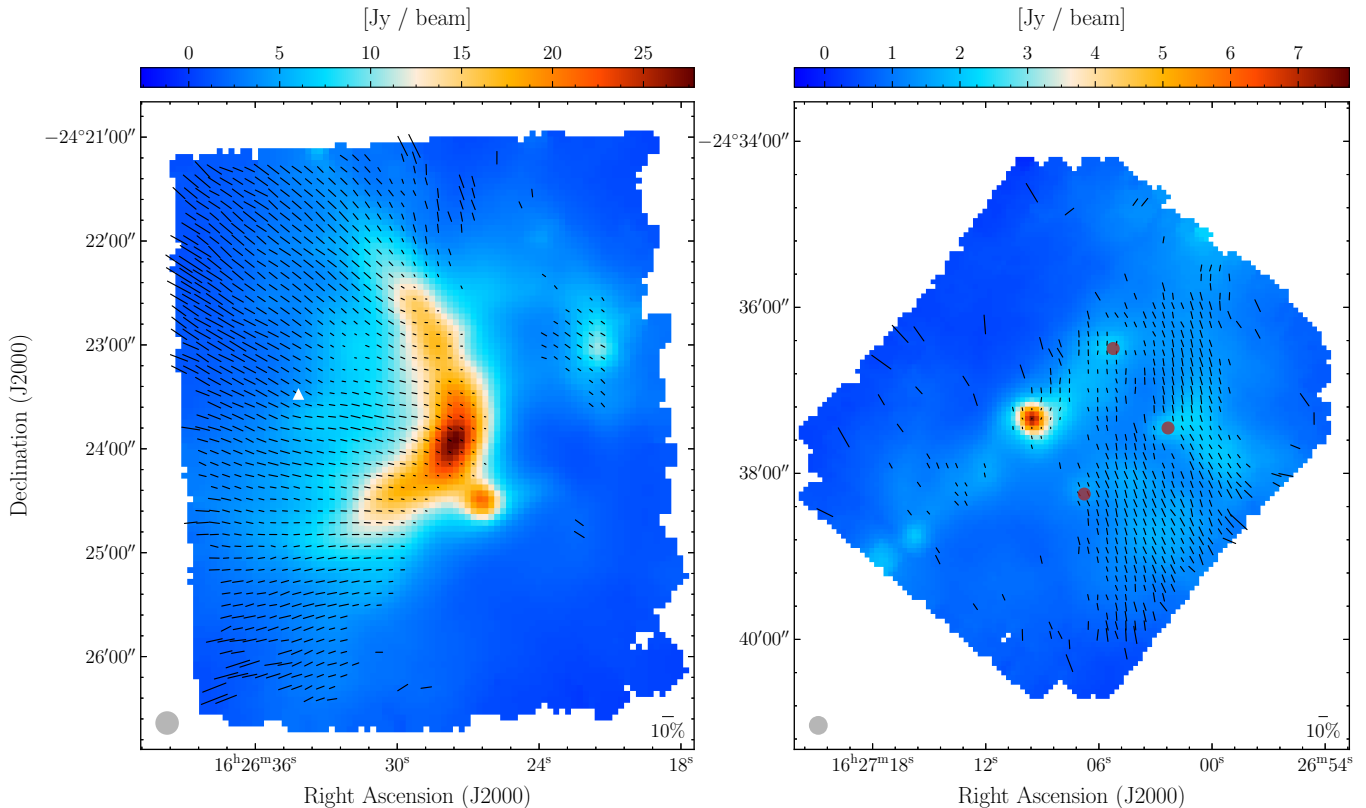 [Jy / beam]
0 5 10 15 20 25
−24°21′00″
22′00″
23′00″
24′00″
25′00″
26′00″
Declination (J2000)
10%
16ʰ26ᵐ36ˢ 30ˢ 24ˢ 18ˢ
Right Ascension (J2000)
[Jy / beam]
0 1 2 3 4 5 6 7
−24°34′00″
36′00″
38′00″
40′00″
10%
16ʰ27ᵐ18ˢ 12ˢ 06ˢ 00ˢ 26ᵐ54ˢ
Right Ascension (J2000)